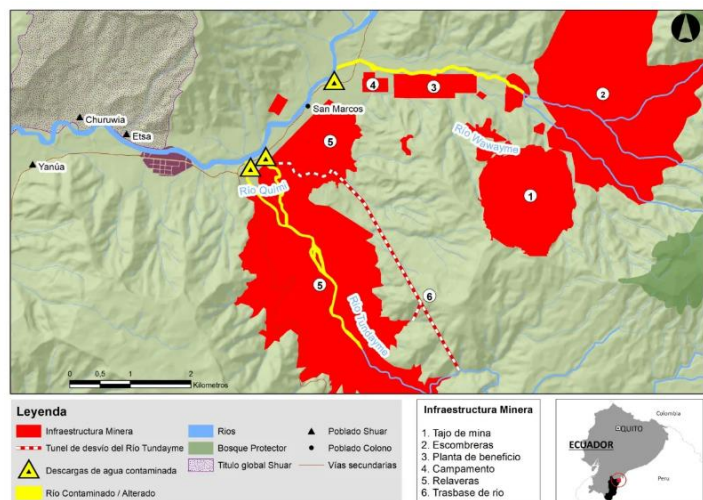 2
4
3
San Marcos
Churuwia
Etsa
Río Wawayme
5
Yanúa
Río Quimi
1
5
6
Río Tundayme
0 0,5 1 2
Kilometros
Leyenda
Infraestructura Minera
Tunel de desvio del Río Tundayme
Descargas de agua contaminada
Río Contaminado / Alterado
Rios
Bosque Protector
Titulo global Shuar
Poblado Shuar
Poblado Colono
Vías secundarias
Infraestructura Minera
1. Tajo de mina
2. Escombreras
3. Planta de beneficio
4. Campamento
5. Relaveras
6. Trasbase de rio
Colombia
QUITO
ECUADOR
Peru